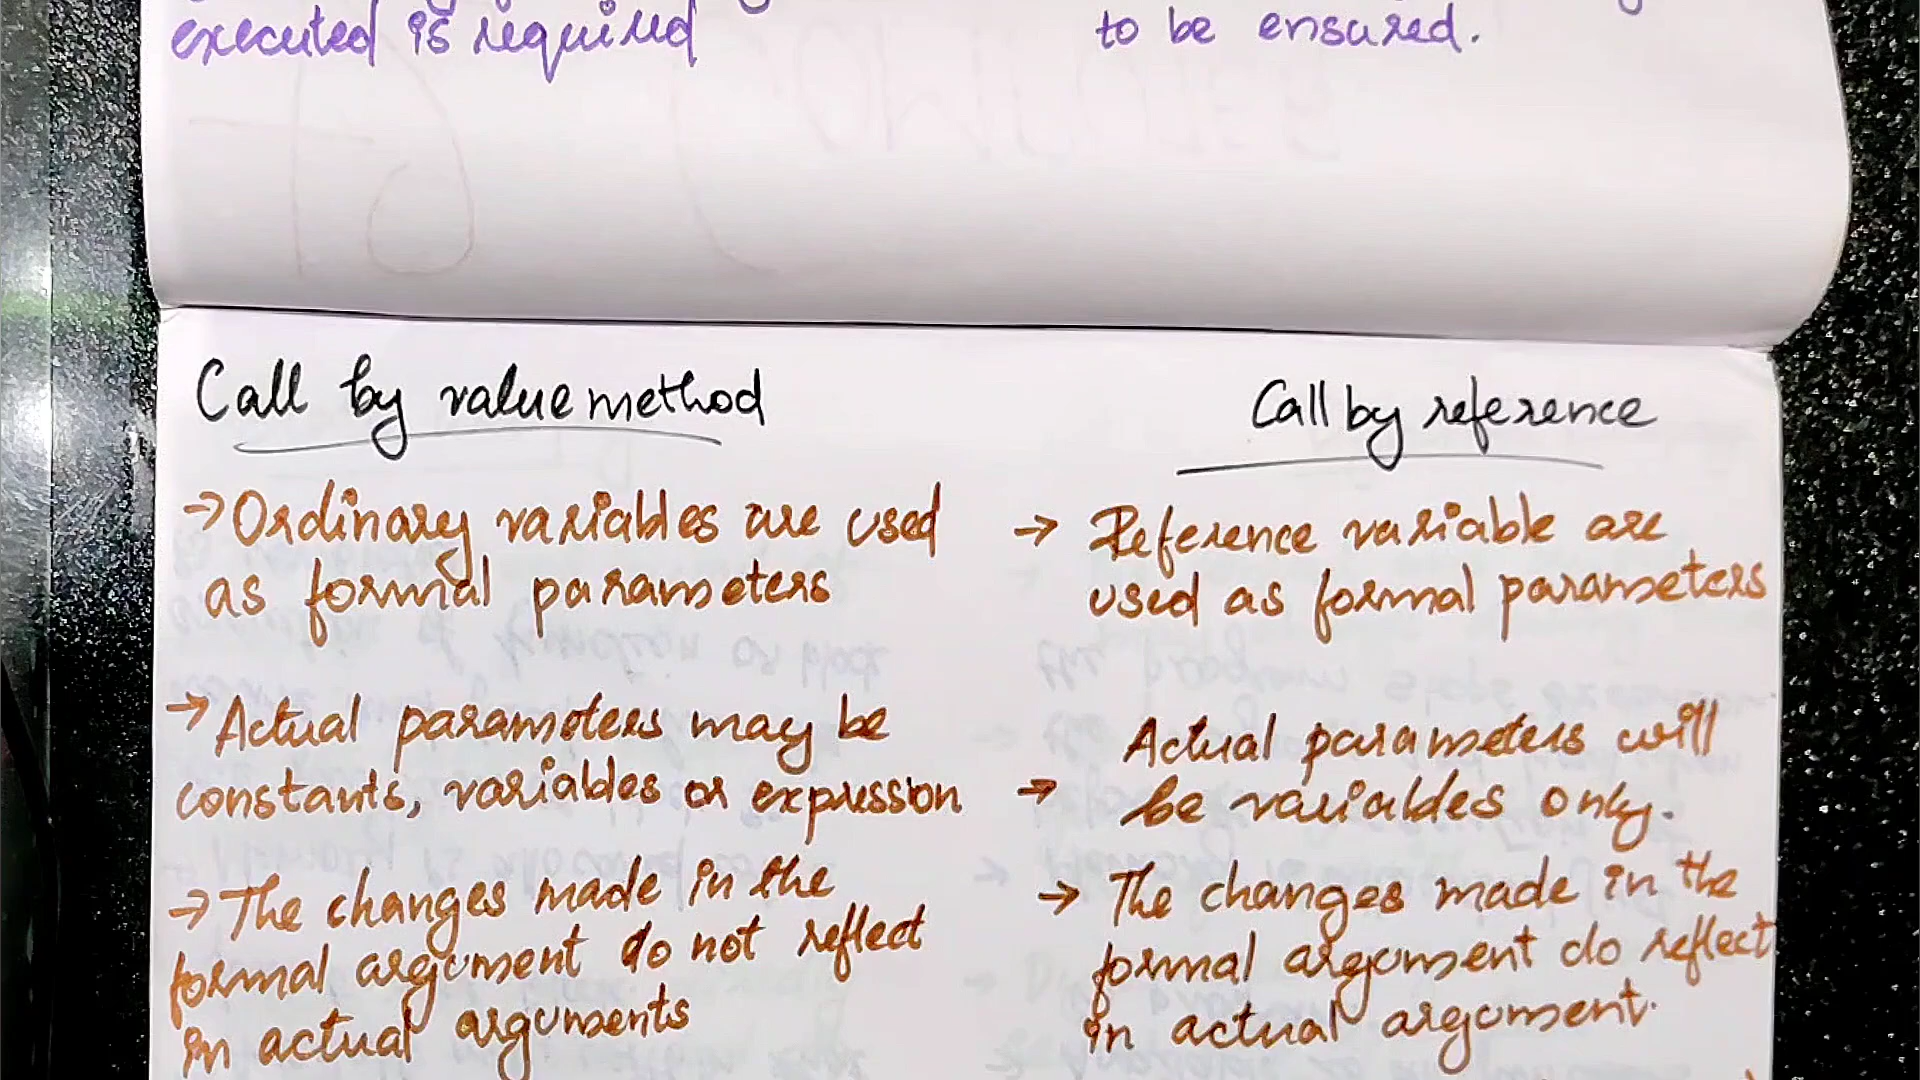 executed is required
to be ensured.
Call by value method
→ Ordinary variables are used
as formal parameters
→ Actual parameters may be
constants, variables or expression
→ The changes made in the
formal argument do not reflect
in actual arguments
Call by reference
→ Reference variable are
used as formal parameters
Actual parameters will
→ be variables only.
→ The changes made in the
formal argument do reflect
in actual argument.